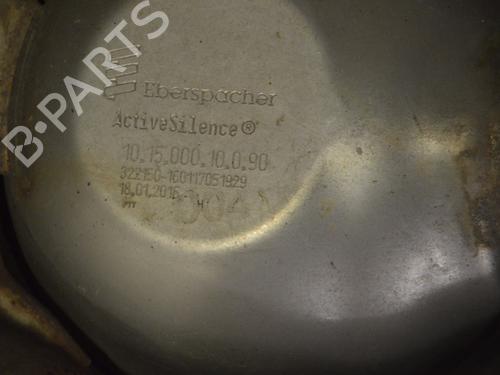 Eberspächer
ActiveSilence®
10.15.000.10.0.90
322160-160117051929
18.01.2016
B-PARTS